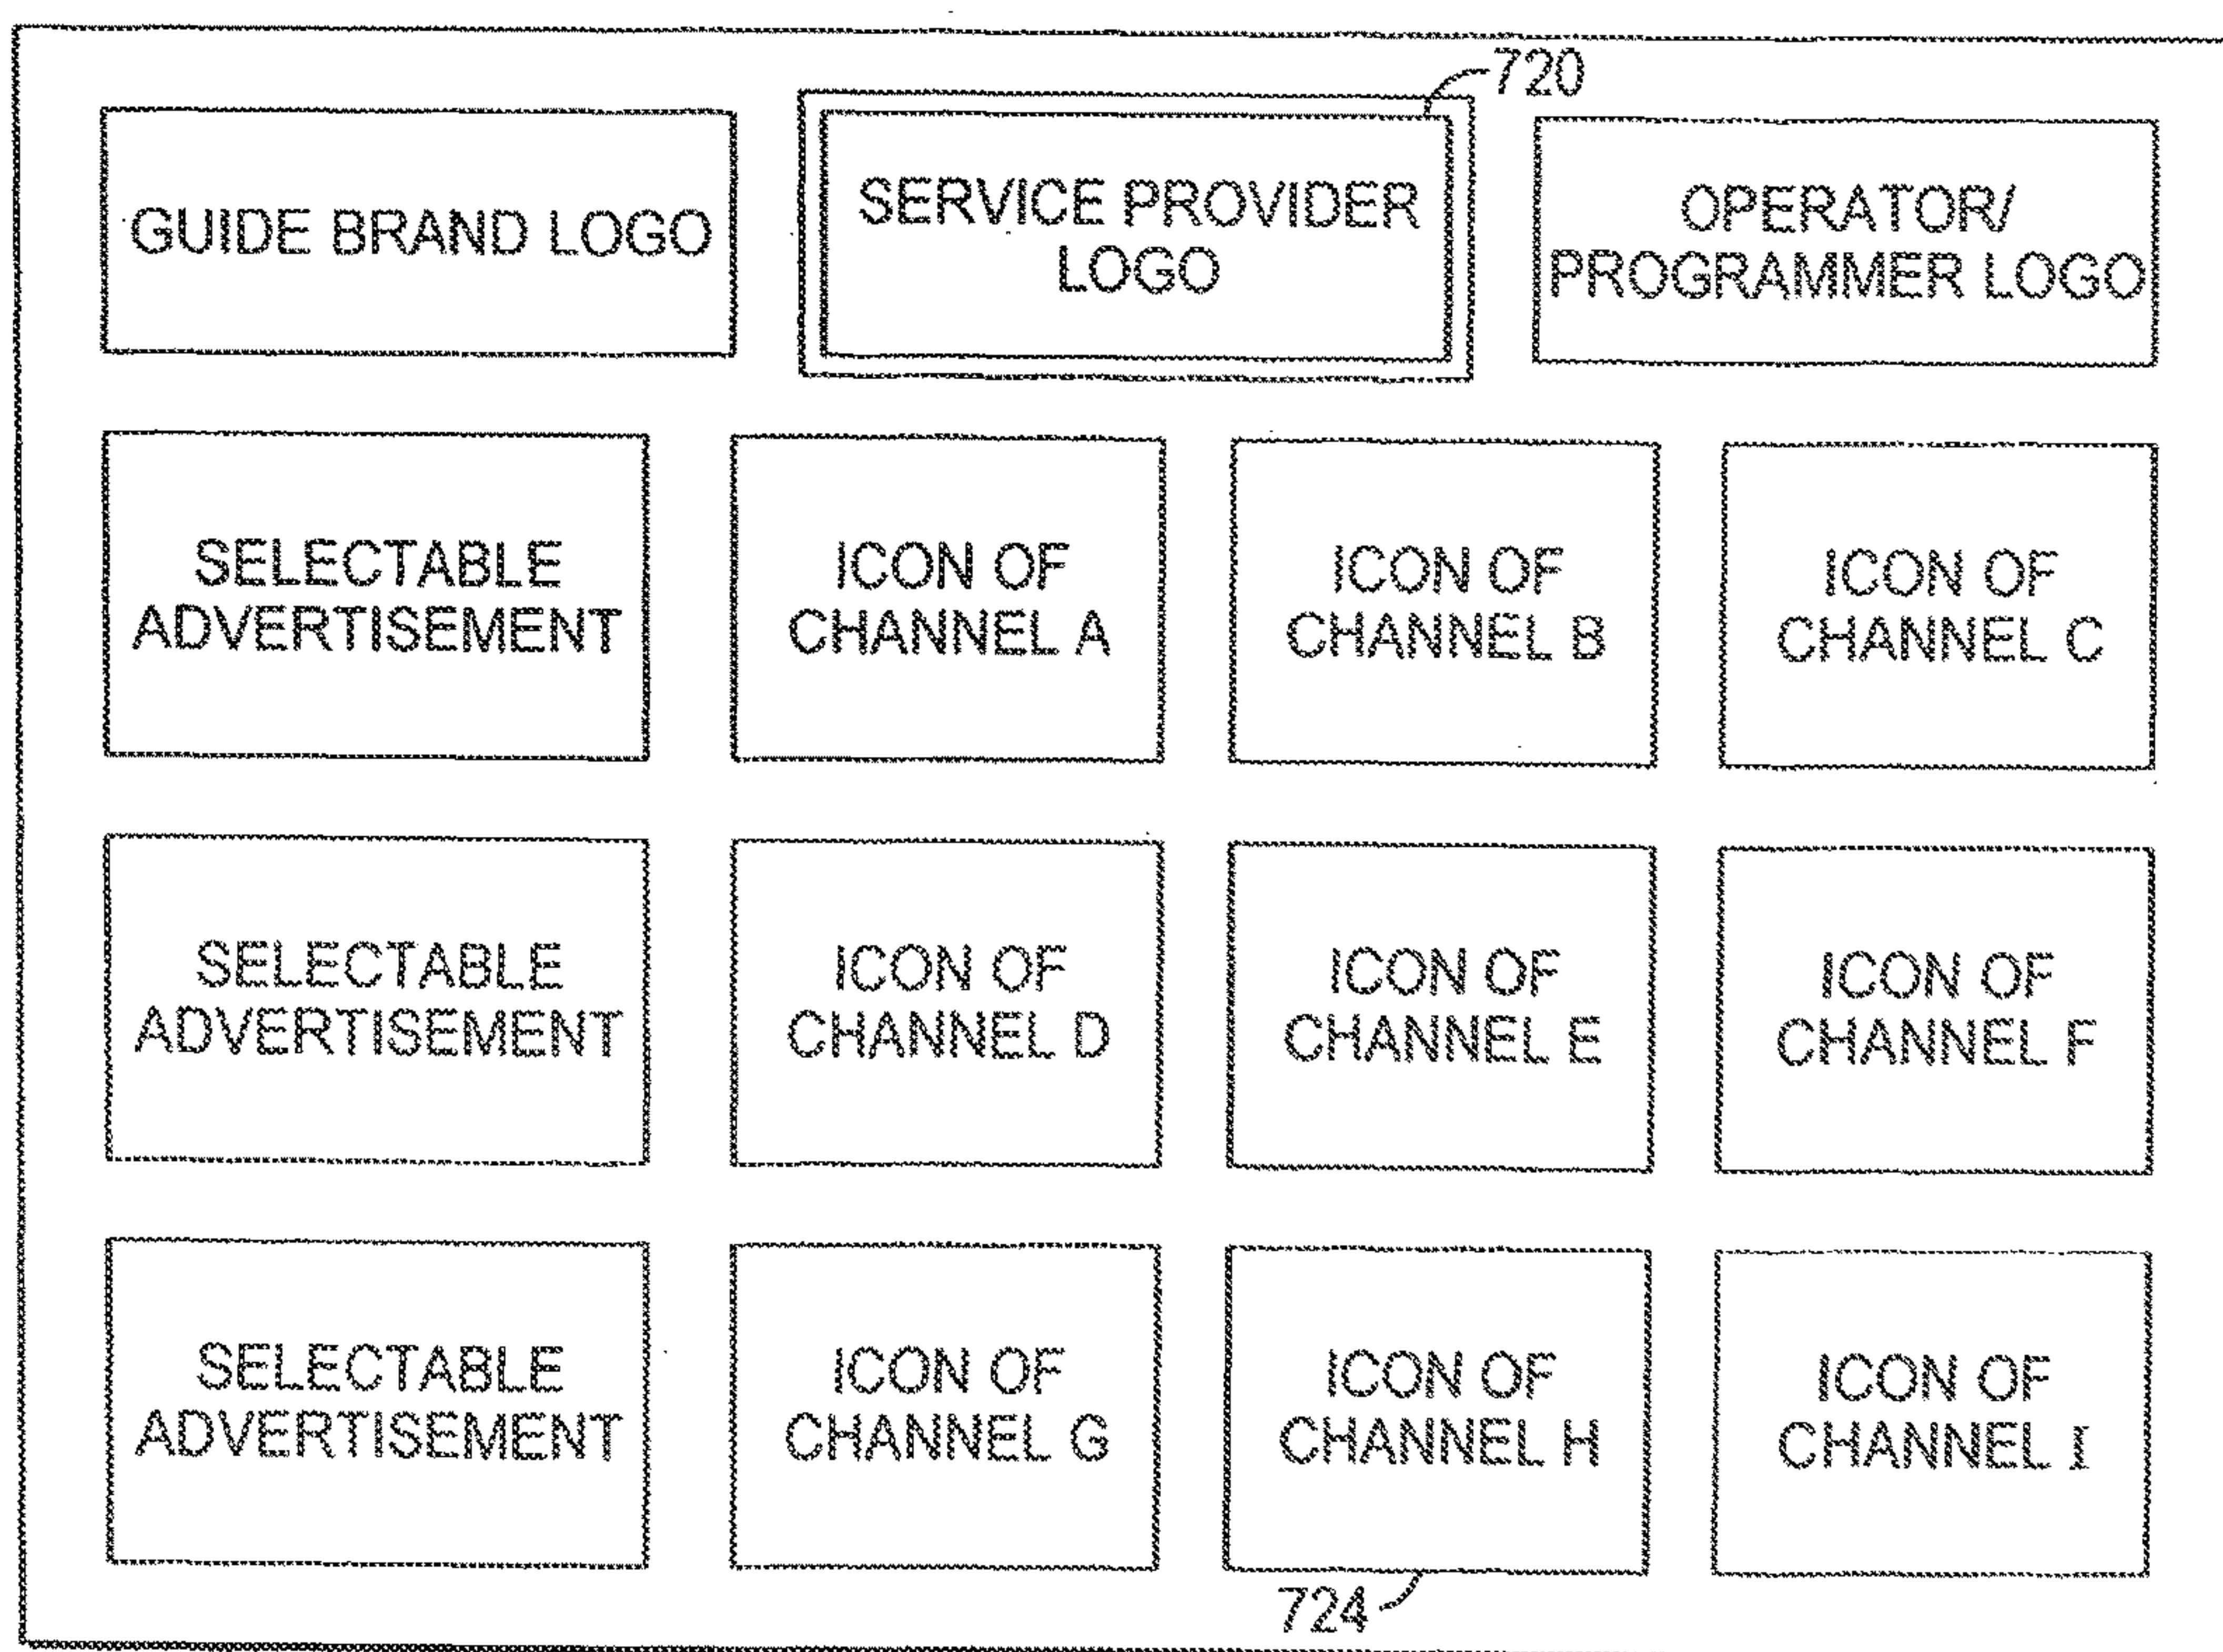 720
GUIDE BRAND LOGO
SERVICE PROVIDER
LOGO
OPERATOR/
PROGRAMMER LOGO
SELECTABLE
ADVERTISEMENT
ICON OF
CHANNEL A
ICON OF
CHANNEL B
ICON OF
CHANNEL C
SELECTABLE
ADVERTISEMENT
ICON OF
CHANNEL D
ICON OF
CHANNEL E
ICON OF
CHANNEL F
SELECTABLE
ADVERTISEMENT
ICON OF
CHANNEL G
ICON OF
CHANNEL H
ICON OF
CHANNEL I
724